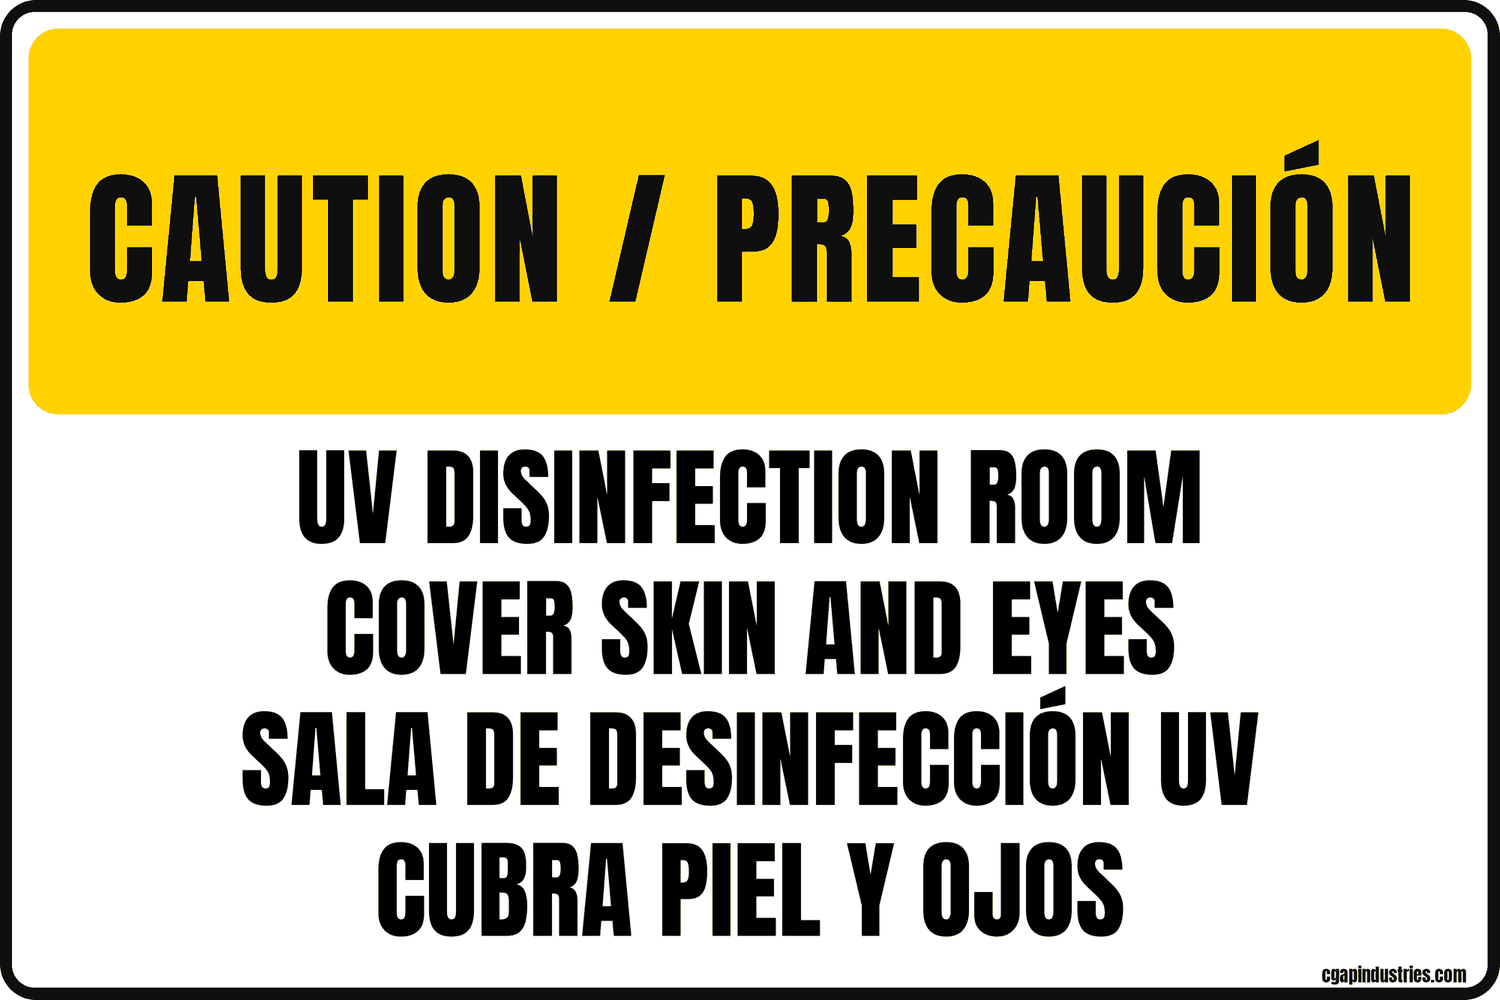 CAUTION / PRECAUCIÓN
UV DISINFECTION ROOM
COVER SKIN AND EYES
SALA DE DESINFECCIÓN UV
CUBRA PIEL Y OJOS
cgapindustries.com